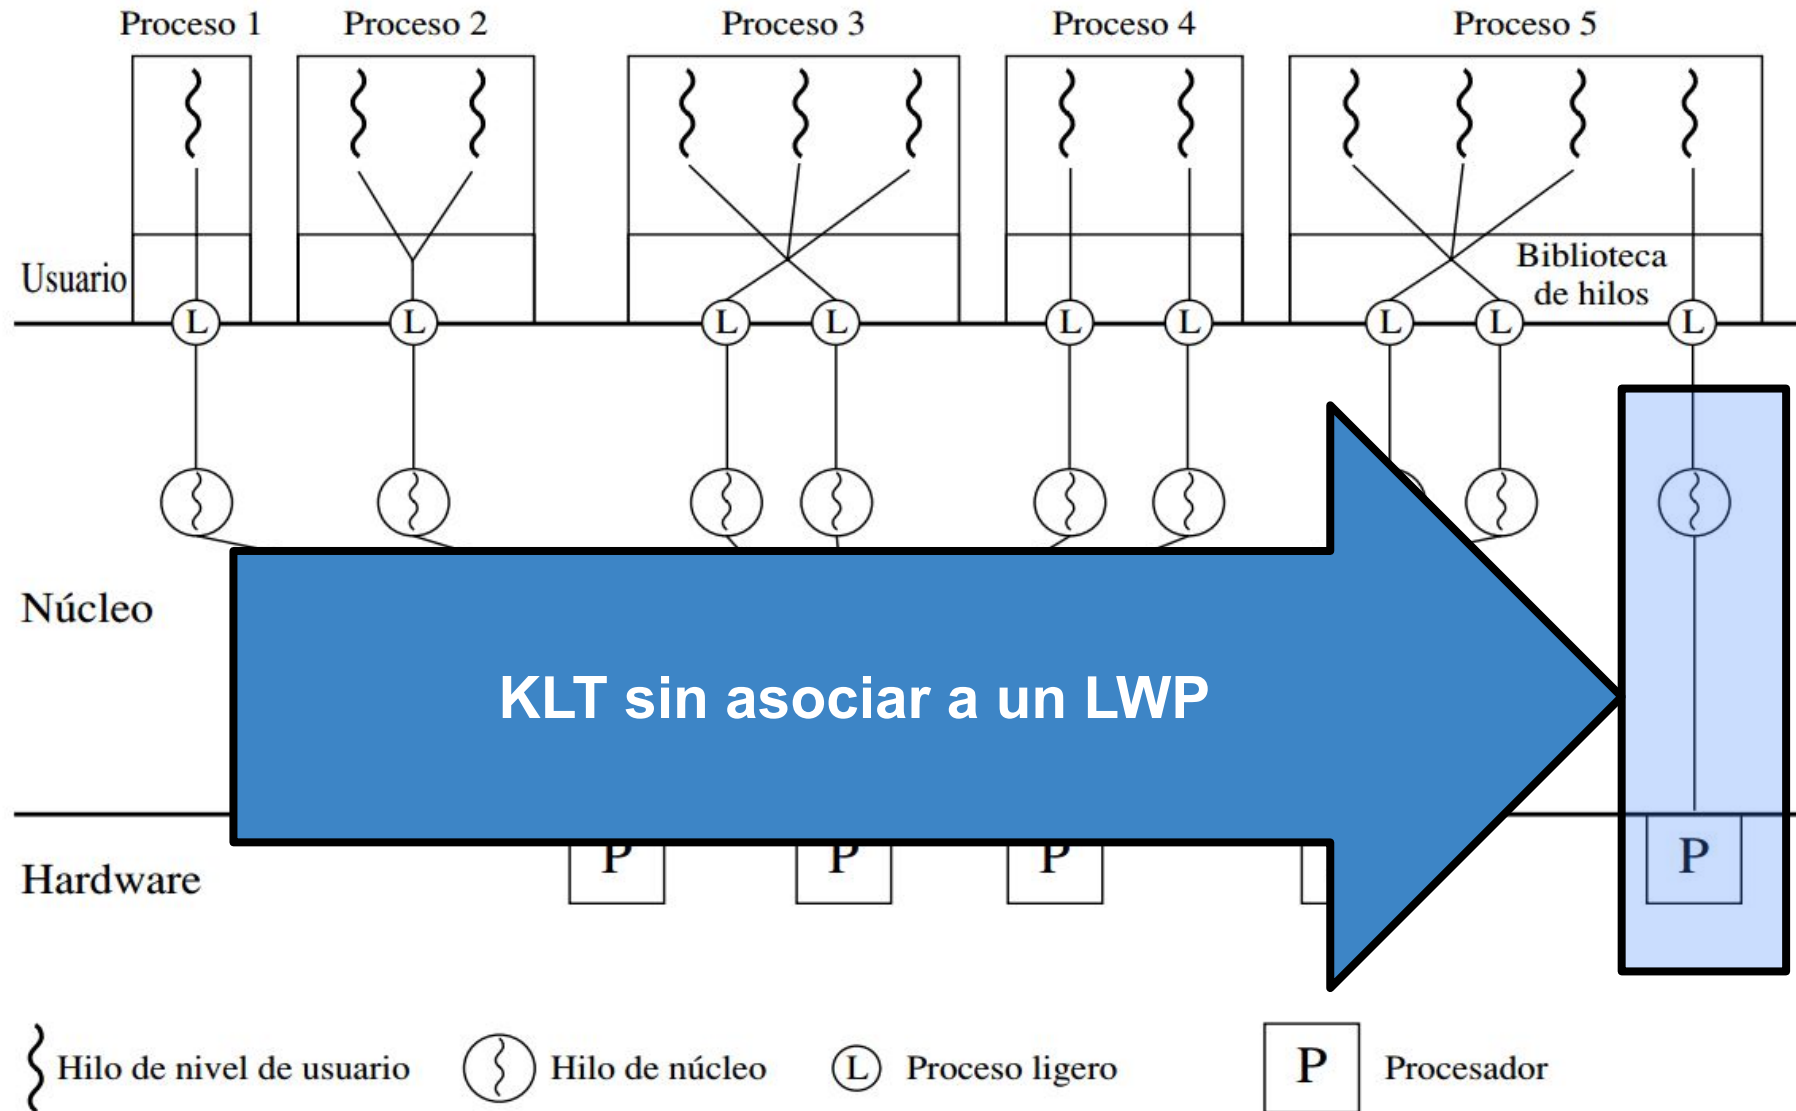 Proceso 1
Proceso 2
Proceso 3
Proceso 4
Proceso 5
Usuario
Biblioteca
de hilos
L
L
L
L
L
L
L
L
L
Núcleo
KLT sin asociar a un LWP
Hardware
P
P
P
P
Hilo de nivel de usuario
Hilo de núcleo
L
Proceso ligero
P
Procesador